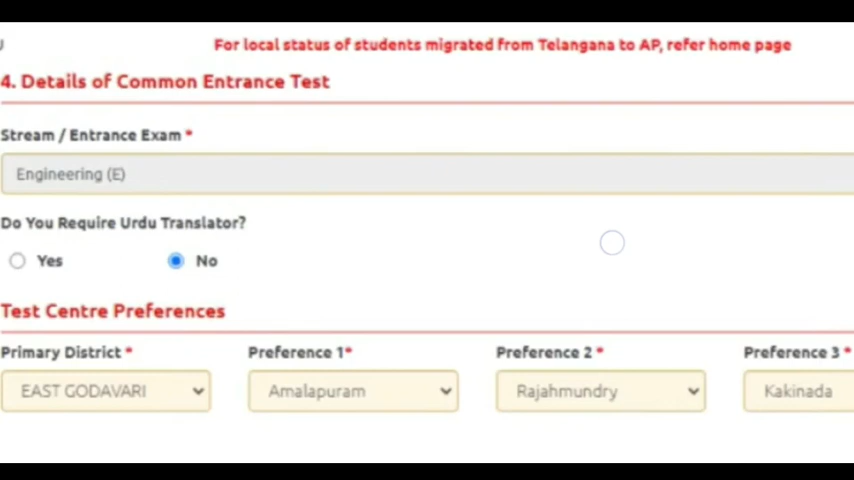 For local status of students migrated from Telangana to AP, refer home page
4. Details of Common Entrance Test
Stream / Entrance Exam *
Engineering (E)
Do You Require Urdu Translator?
Yes No
Test Centre Preferences
Primary District * Preference 1* Preference 2 * Preference 3 *
EAST GODAVARI Amalapuram Rajahmundry Kakinada